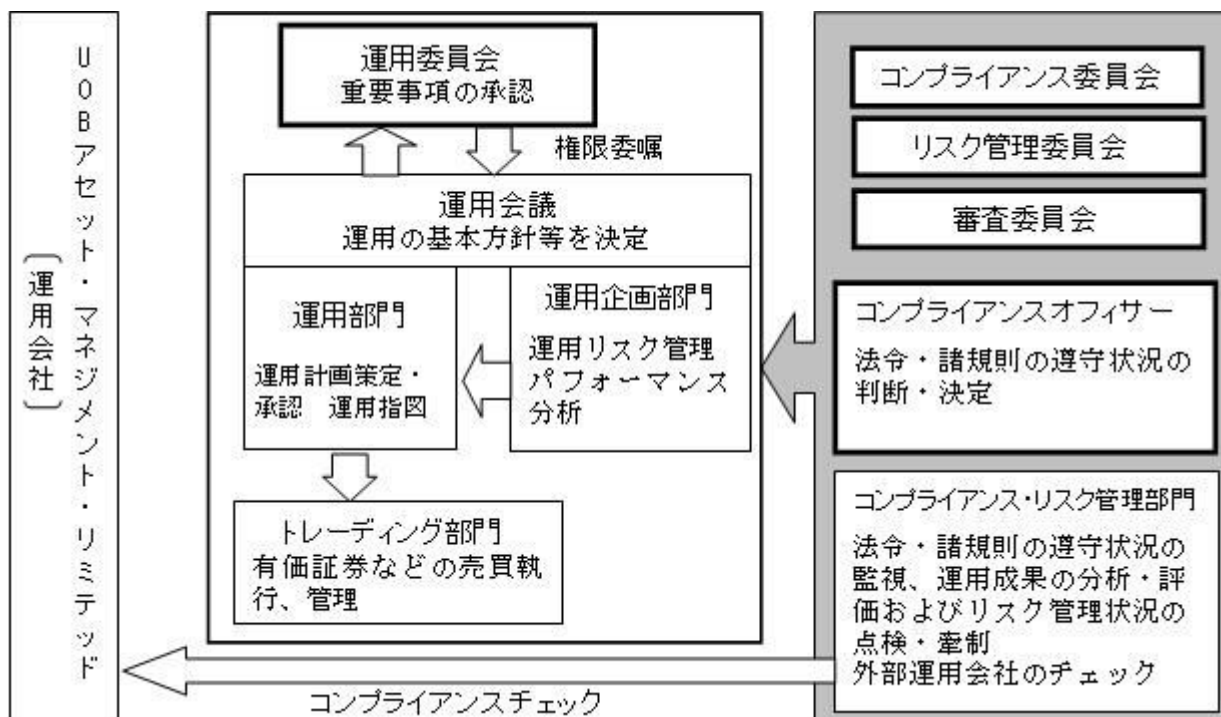 UOBアセット・マネジメント・リミテッド
〔運用会社〕
運用委員会
重要事項の承認
権限委嘱
運用会議
運用の基本方針等を決定
運用部門
運用計画策定・
承認　運用指図
運用企画部門
運用リスク管理
パフォーマンス
分析
トレーディング部門
有価証券などの売買執
行、管理
コンプライアンス委員会
リスク管理委員会
審査委員会
コンプライアンスオフィサー
法令・諸規則の遵守状況の
判断・決定
コンプライアンス・リスク管理部門
法令・諸規則の遵守状況の
監視、運用成果の分析・評
価およびリスク管理状況の
点検・牽制
外部運用会社のチェック
コンプライアンスチェック